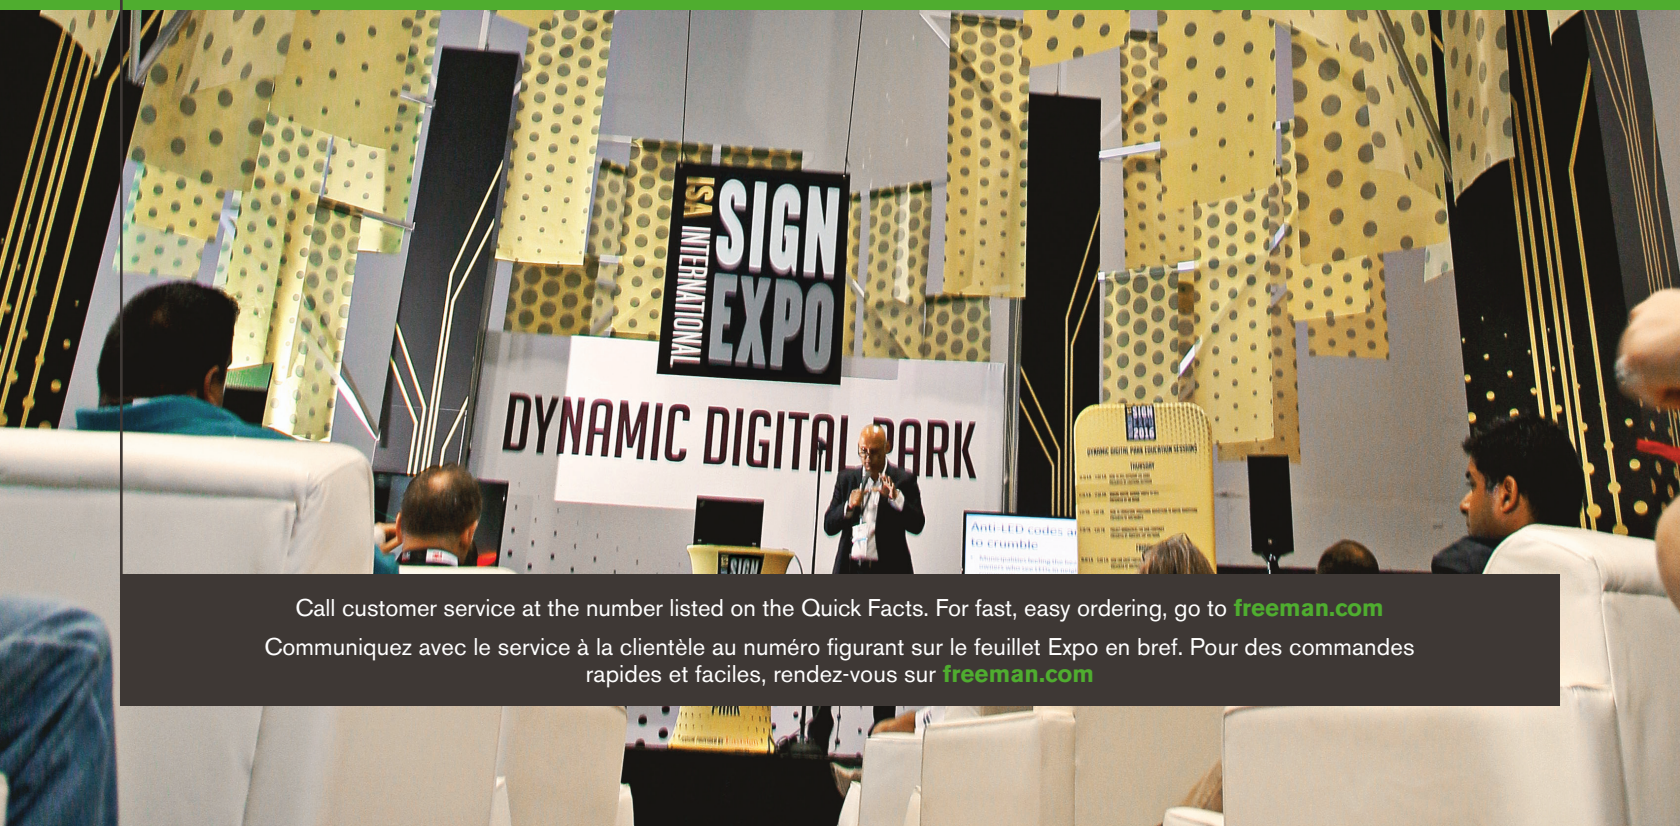 ISA INTERNATIONAL
SIGN
EXPO
DYNAMIC DIGITAL PARK
SIGN
EXPO
2016
DYNAMIC DIGITAL PARK EDUCATION SESSIONS
THURSDAY
Anti-LED codes
to crumble
SIGN
Call customer service at the number listed on the Quick Facts. For fast, easy ordering, go to freeman.com
Communiquez avec le service à la clientèle au numéro figurant sur le feuillet Expo en bref. Pour des commandes
rapides et faciles, rendez-vous sur freeman.com
PARK